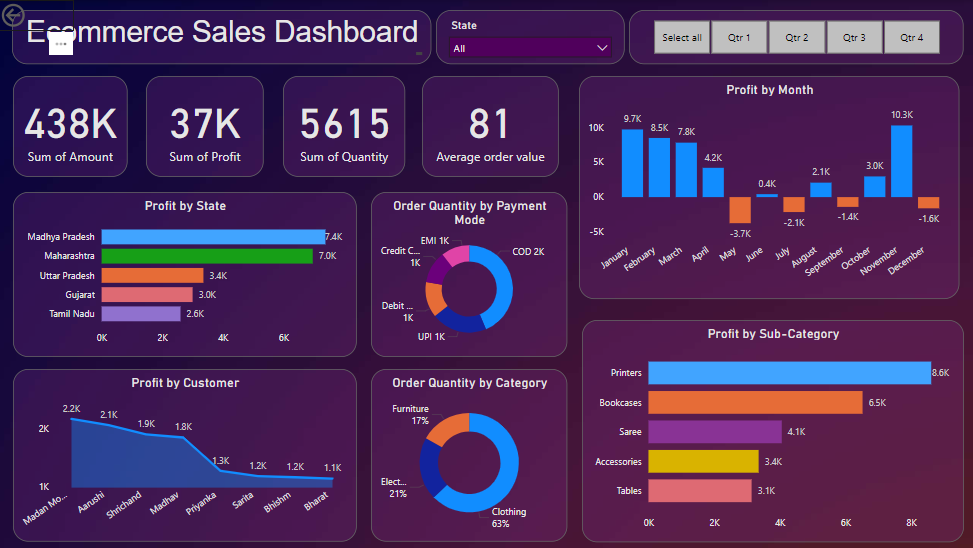 Ecommerce Sales Dashboard
State
All
Select all
Qtr 1
Qtr 2
Qtr 3
Qtr 4
438K
Sum of Amount
37K
Sum of Profit
5615
Sum of Quantity
81
Average order value
Profit by Month
10K
5K
0K
-5K
9.7K
8.5K
7.8K
4.2K
-3.7K
0.4K
-2.1K
2.1K
-1.4K
3.0K
10.3K
-1.6K
January
February
March
April
May
June
July
August
September
October
November
December
Profit by State
Madhya Pradesh
7.4K
Maharashtra
7.0K
Uttar Pradesh
3.4K
Gujarat
3.0K
Tamil Nadu
2.6K
0K
2K
4K
6K
Order Quantity by Payment
Mode
EMI 1K
COD 2K
Credit C...
1K
Debit ...
1K
UPI 1K
Profit by Customer
2K
1K
2.2K
2.1K
1.9K
1.8K
1.3K
1.2K
1.2K
1.1K
Madan Mo...
Aarushi
Shrichand
Madhav
Priyanka
Sarita
Bhishm
Bharat
Order Quantity by Category
Furniture
17%
Elect...
21%
Clothing
63%
Profit by Sub-Category
Printers
8.6K
Bookcases
6.5K
Saree
4.1K
Accessories
3.4K
Tables
3.1K
0K
2K
4K
6K
8K